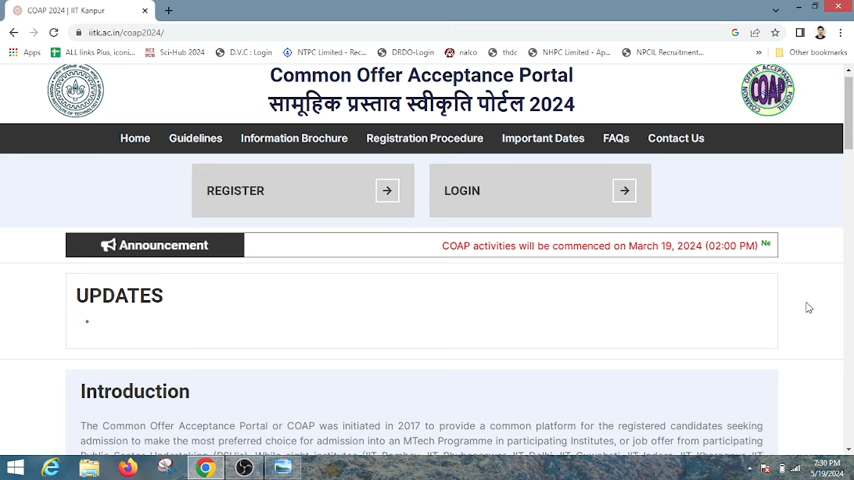 COAP 2024 | IIT Kanpur
iitk.ac.in/coap2024/
Apps ALL links Plus, iconi... Sci-Hub 2024 D.V.C : Login NTPC Limited - Rec... DRDO-Login nalco thdc NHPC Limited - Ap... NPCIL Recruitment... » Other bookmarks
Common Offer Acceptance Portal
सामूहिक प्रस्ताव स्वीकृति पोर्टल 2024
COAP
Home Guidelines Information Brochure Registration Procedure Important Dates FAQs Contact Us
REGISTER LOGIN
Announcement COAP activities will be commenced on March 19, 2024 (02:00 PM) Ne
UPDATES
Introduction
The Common Offer Acceptance Portal or COAP was initiated in 2017 to provide a common platform for the registered candidates seeking
admission to make the most preferred choice for admission into an MTech Programme in participating Institutes, or job offer from participating
7:30 PM
5/19/2024